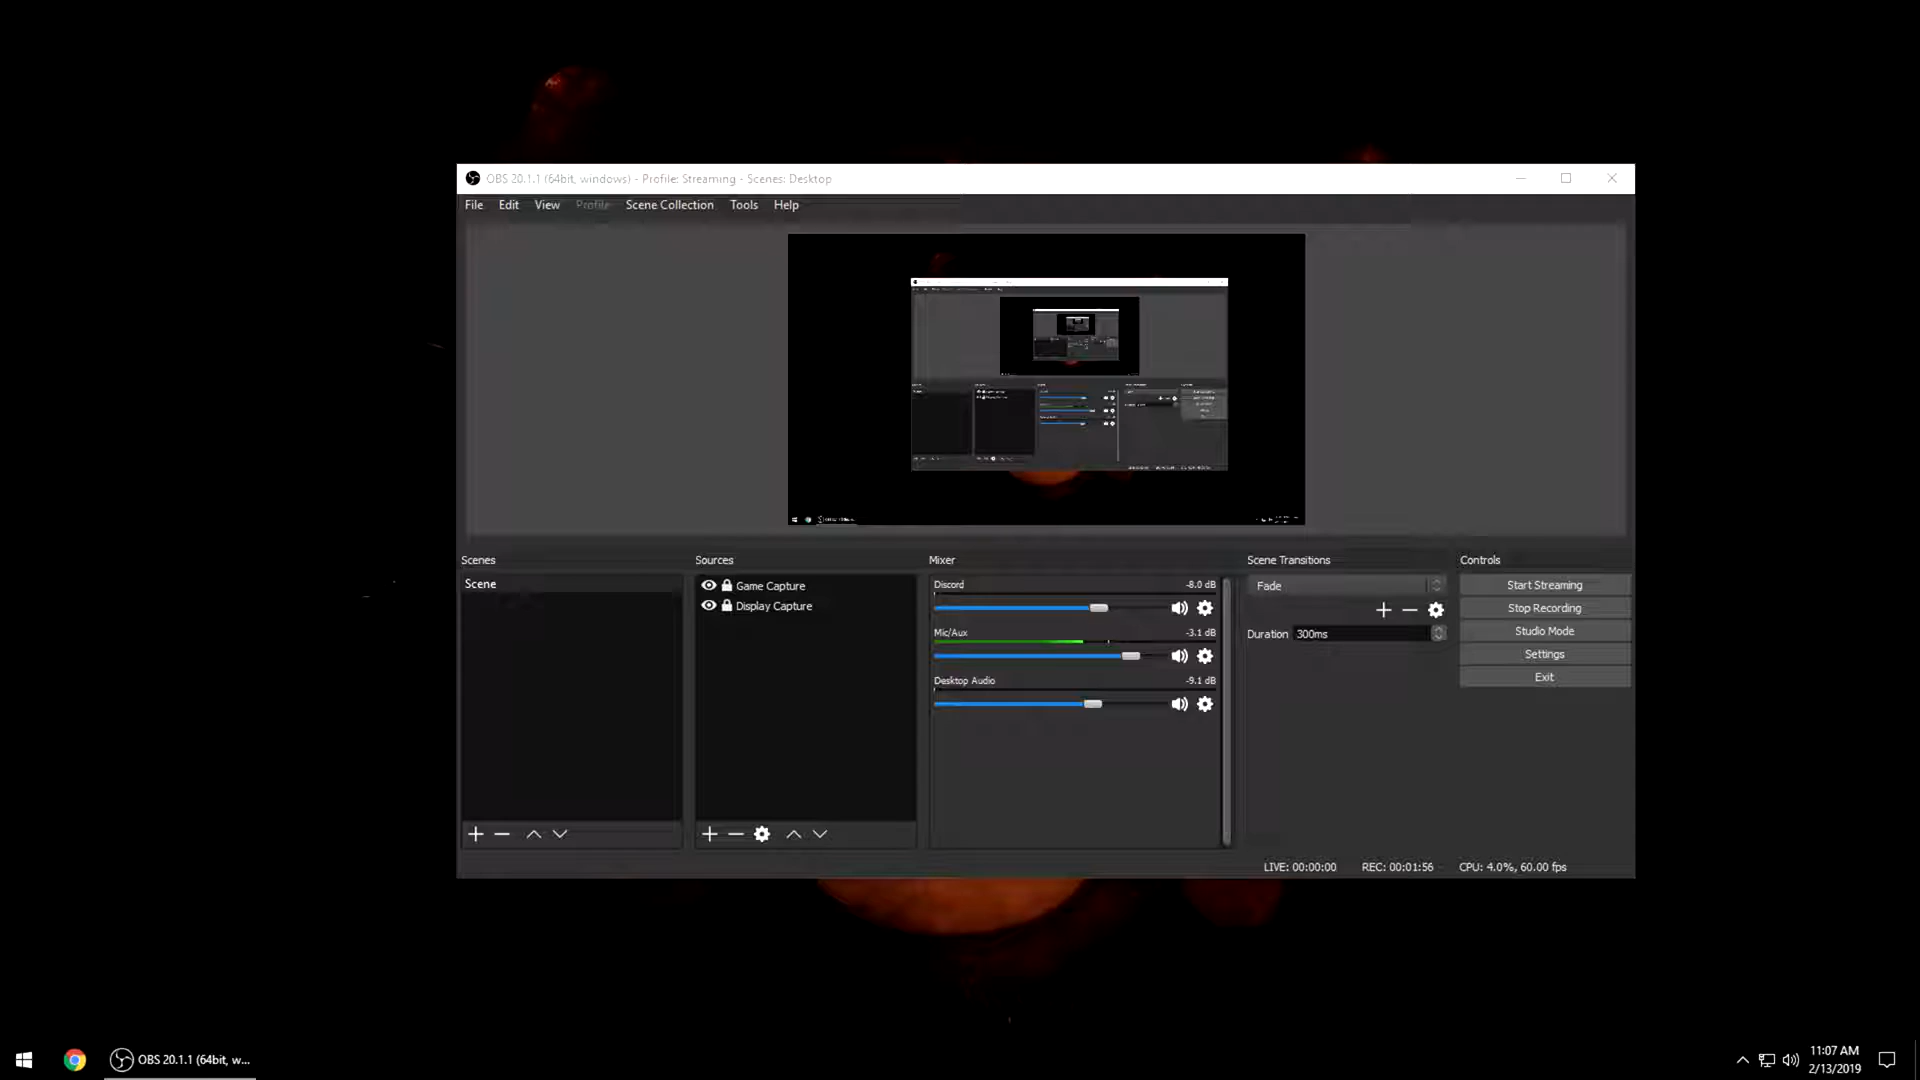 OBS 20.1.1 (64bit, windows) - Profile: Streaming - Scenes: Desktop
File Edit View Profile Scene Collection Tools Help
Scenes
Scene
Sources
Game Capture
Display Capture
Mixer
Discord -8.0 dB
Mic/Aux -3.1 dB
Desktop Audio -9.1 dB
Scene Transitions
Fade
Duration 300ms
Controls
Start Streaming
Stop Recording
Studio Mode
Settings
Exit
LIVE: 00:00:00 REC: 00:01:56 CPU: 4.0%, 60.00 fps
OBS 20.1.1 (64bit, w...
11:07 AM
2/13/2019